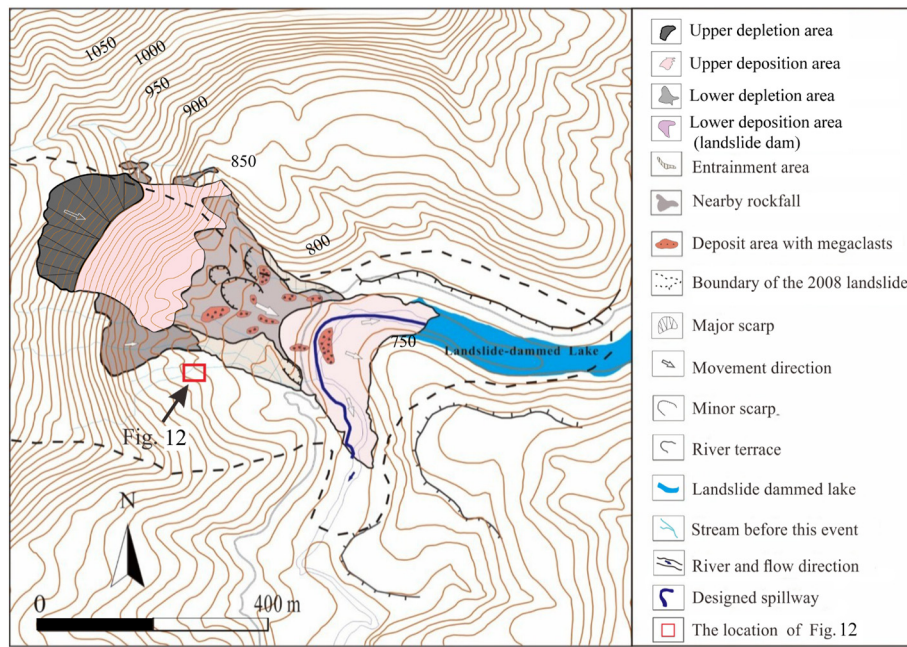 1050
1000
950
900
850
800
750
Landslide-dammed Lake
Fig. 12
N
0
400 m
Upper depletion area
Upper deposition area
Lower depletion area
Lower deposition area
(landslide dam)
Entrainment area
Nearby rockfall
Deposit area with megaclasts
Boundary of the 2008 landslide
Major scarp
Movement direction
Minor scarp
River terrace
Landslide dammed lake
Stream before this event
River and flow direction
Designed spillway
The location of Fig. 12